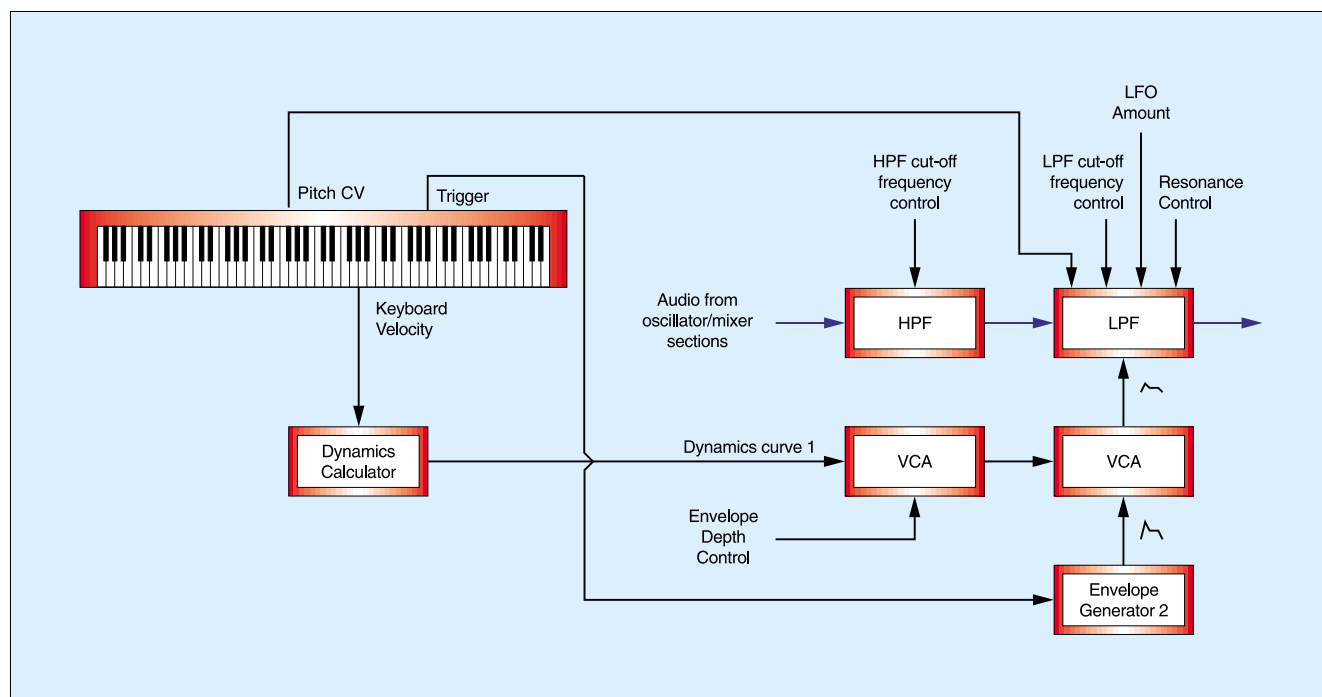 LFO
Amount
HPF cut-off
frequency
control
LPF cut-off
frequency
control
Resonance
Control
Pitch CV
Trigger
Keyboard
Velocity
Audio from
oscillator/mixer
sections
HPF
LPF
Dynamics
Calculator
Dynamics curve 1
VCA
VCA
Envelope
Depth
Control
Envelope
Generator 2